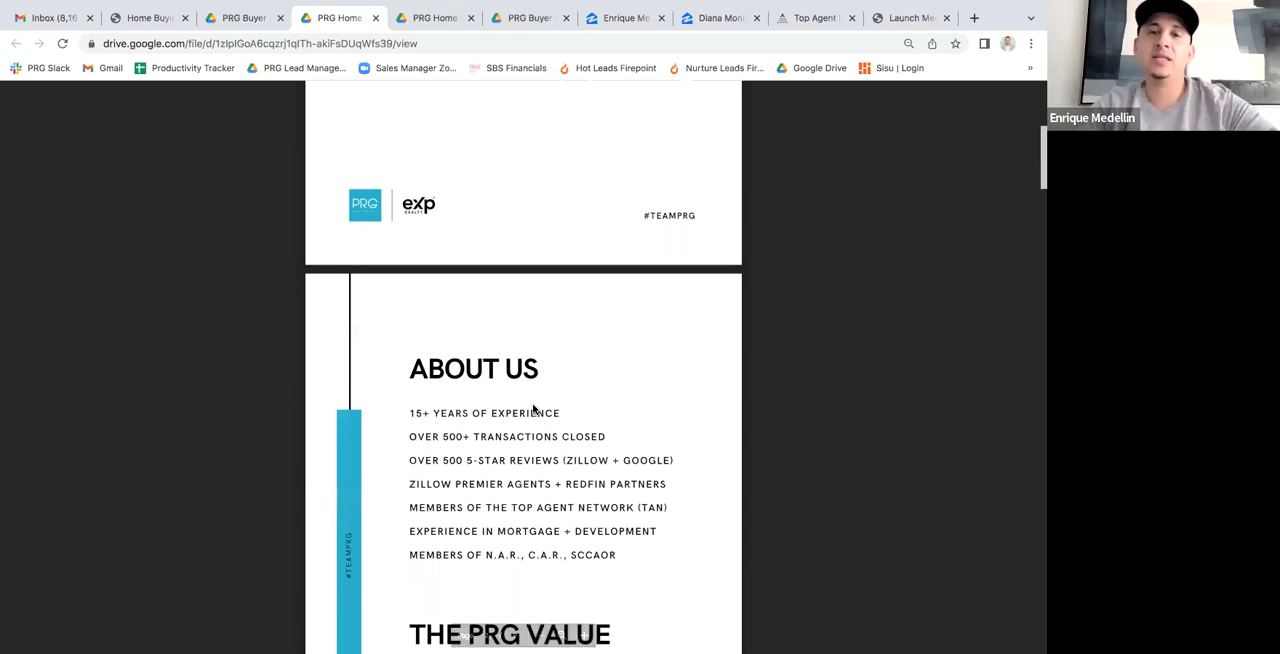 Inbox (8,16
Home Buyi
PRG Buyer
PRG Home
PRG Home
PRG Buyer
Enrique Me
Diana Moni
Top Agent
Launch Me
drive.google.com/file/d/1zIpIGoA6cqzrj1qITh-akiFsDUqWfs39/view
PRG Slack
Gmail
Productivity Tracker
PRG Lead Manage...
Sales Manager Zo...
SBS Financials
Hot Leads Firepoint
Nurture Leads Fir...
Google Drive
Sisu | Login
»
Enrique Medellin
PRG
exp
REALTY
#TEAMPRG
ABOUT US
15+ YEARS OF EXPERIENCE
OVER 500+ TRANSACTIONS CLOSED
OVER 500 5-STAR REVIEWS (ZILLOW + GOOGLE)
ZILLOW PREMIER AGENTS + REDFIN PARTNERS
MEMBERS OF THE TOP AGENT NETWORK (TAN)
EXPERIENCE IN MORTGAGE + DEVELOPMENT
MEMBERS OF N.A.R., C.A.R., SCCAOR
#TEAMPRG
THE PRG VALUE